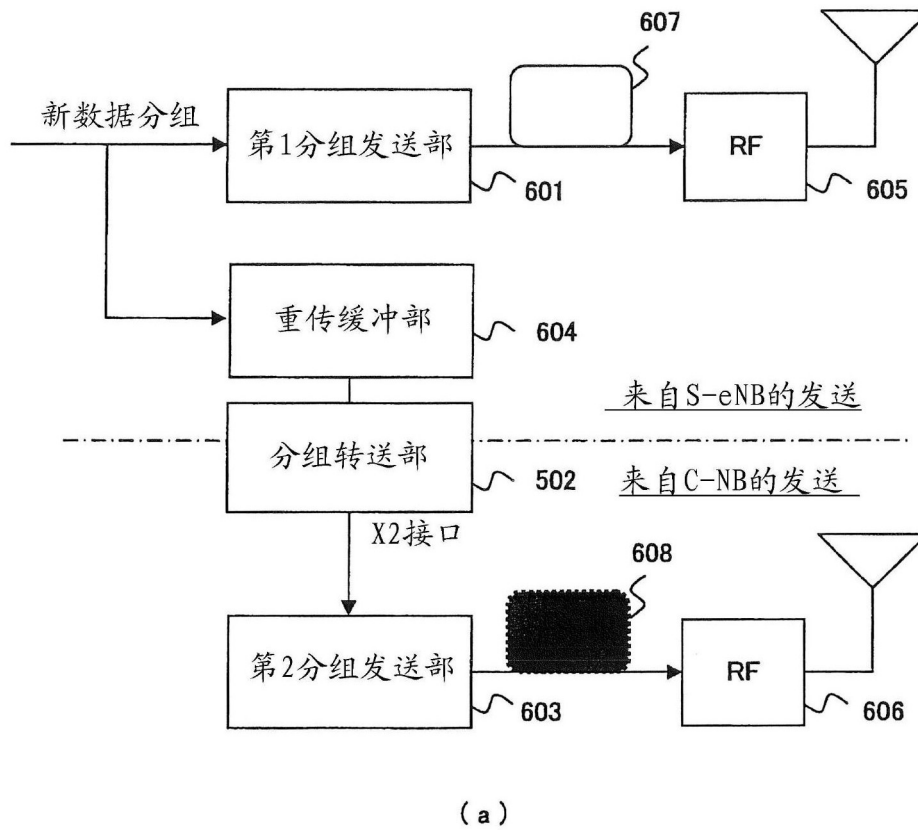 607
新数据分组
第1分组发送部
RF
601
605
重传缓冲部
604
来自S-eNB的发送
分组转送部
502
来自C-NB的发送
X2接口
608
第2分组发送部
RF
603
606
(a)